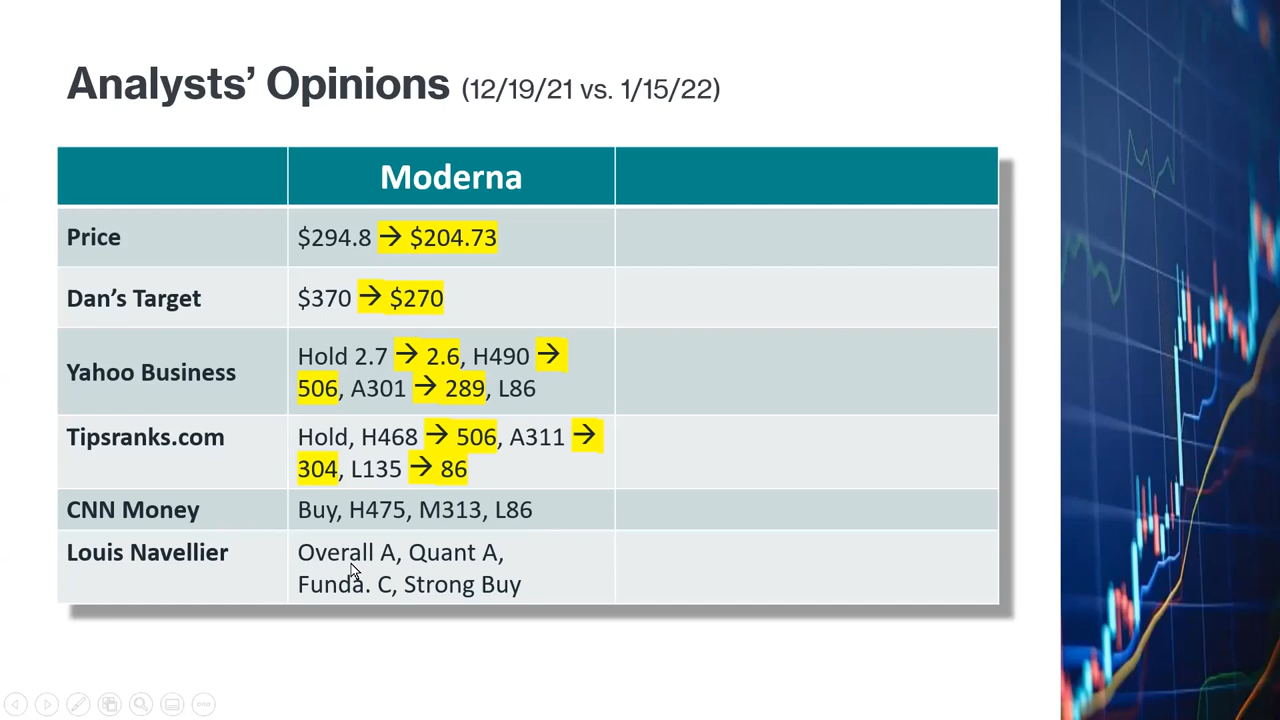 Analysts’ Opinions (12/19/21 vs. 1/15/22)
Moderna
Price
$294.8 → $204.73
Dan’s Target
$370 → $270
Yahoo Business
Hold 2.7 → 2.6, H490 →
506, A301 → 289, L86
Tipsranks.com
Hold, H468 → 506, A311 →
304, L135 → 86
CNN Money
Buy, H475, M313, L86
Louis Navellier
Overall A, Quant A,
Funda. C, Strong Buy